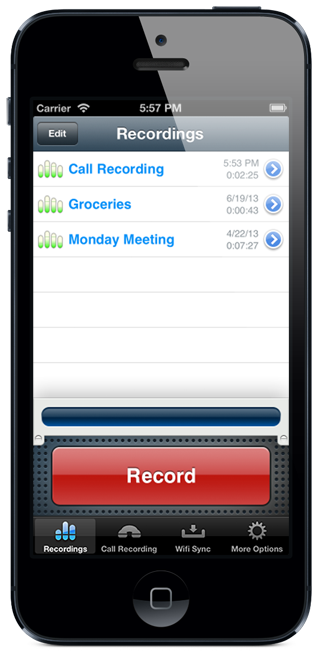 Carrier 5:57 PM
Edit Recordings
Call Recording 5:53 PM
0:02:25
Groceries 6/19/13
0:00:43
Monday Meeting 4/22/13
0:07:27
Record
Recordings Call Recording Wifi Sync More Options